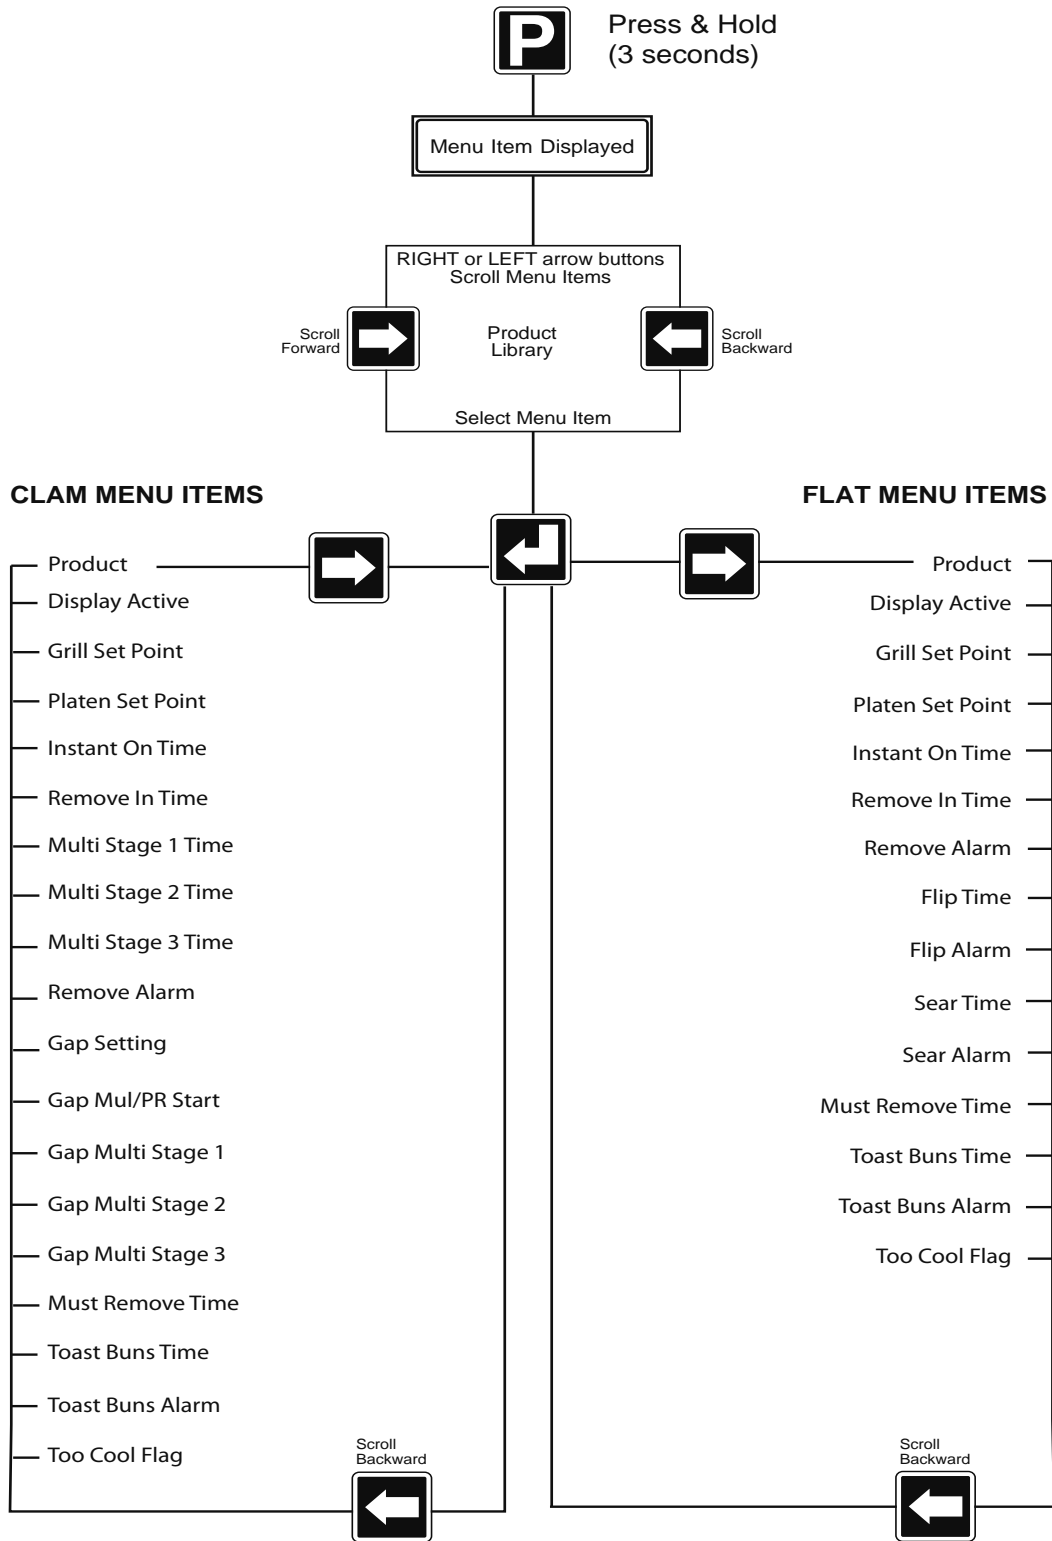 P
Press & Hold
(3 seconds)
Menu Item Displayed
RIGHT or LEFT arrow buttons
Scroll Menu Items
Scroll
Forward
Product
Library
Scroll
Backward
Select Menu Item
CLAM MENU ITEMS
Product
Display Active
Grill Set Point
Platen Set Point
Instant On Time
Remove In Time
Multi Stage 1 Time
Multi Stage 2 Time
Multi Stage 3 Time
Remove Alarm
Gap Setting
Gap Mul/PR Start
Gap Multi Stage 1
Gap Multi Stage 2
Gap Multi Stage 3
Must Remove Time
Toast Buns Time
Toast Buns Alarm
Too Cool Flag
Scroll
Backward
FLAT MENU ITEMS
Product
Display Active
Grill Set Point
Platen Set Point
Instant On Time
Remove In Time
Remove Alarm
Flip Time
Flip Alarm
Sear Time
Sear Alarm
Must Remove Time
Toast Buns Time
Toast Buns Alarm
Too Cool Flag
Scroll
Backward